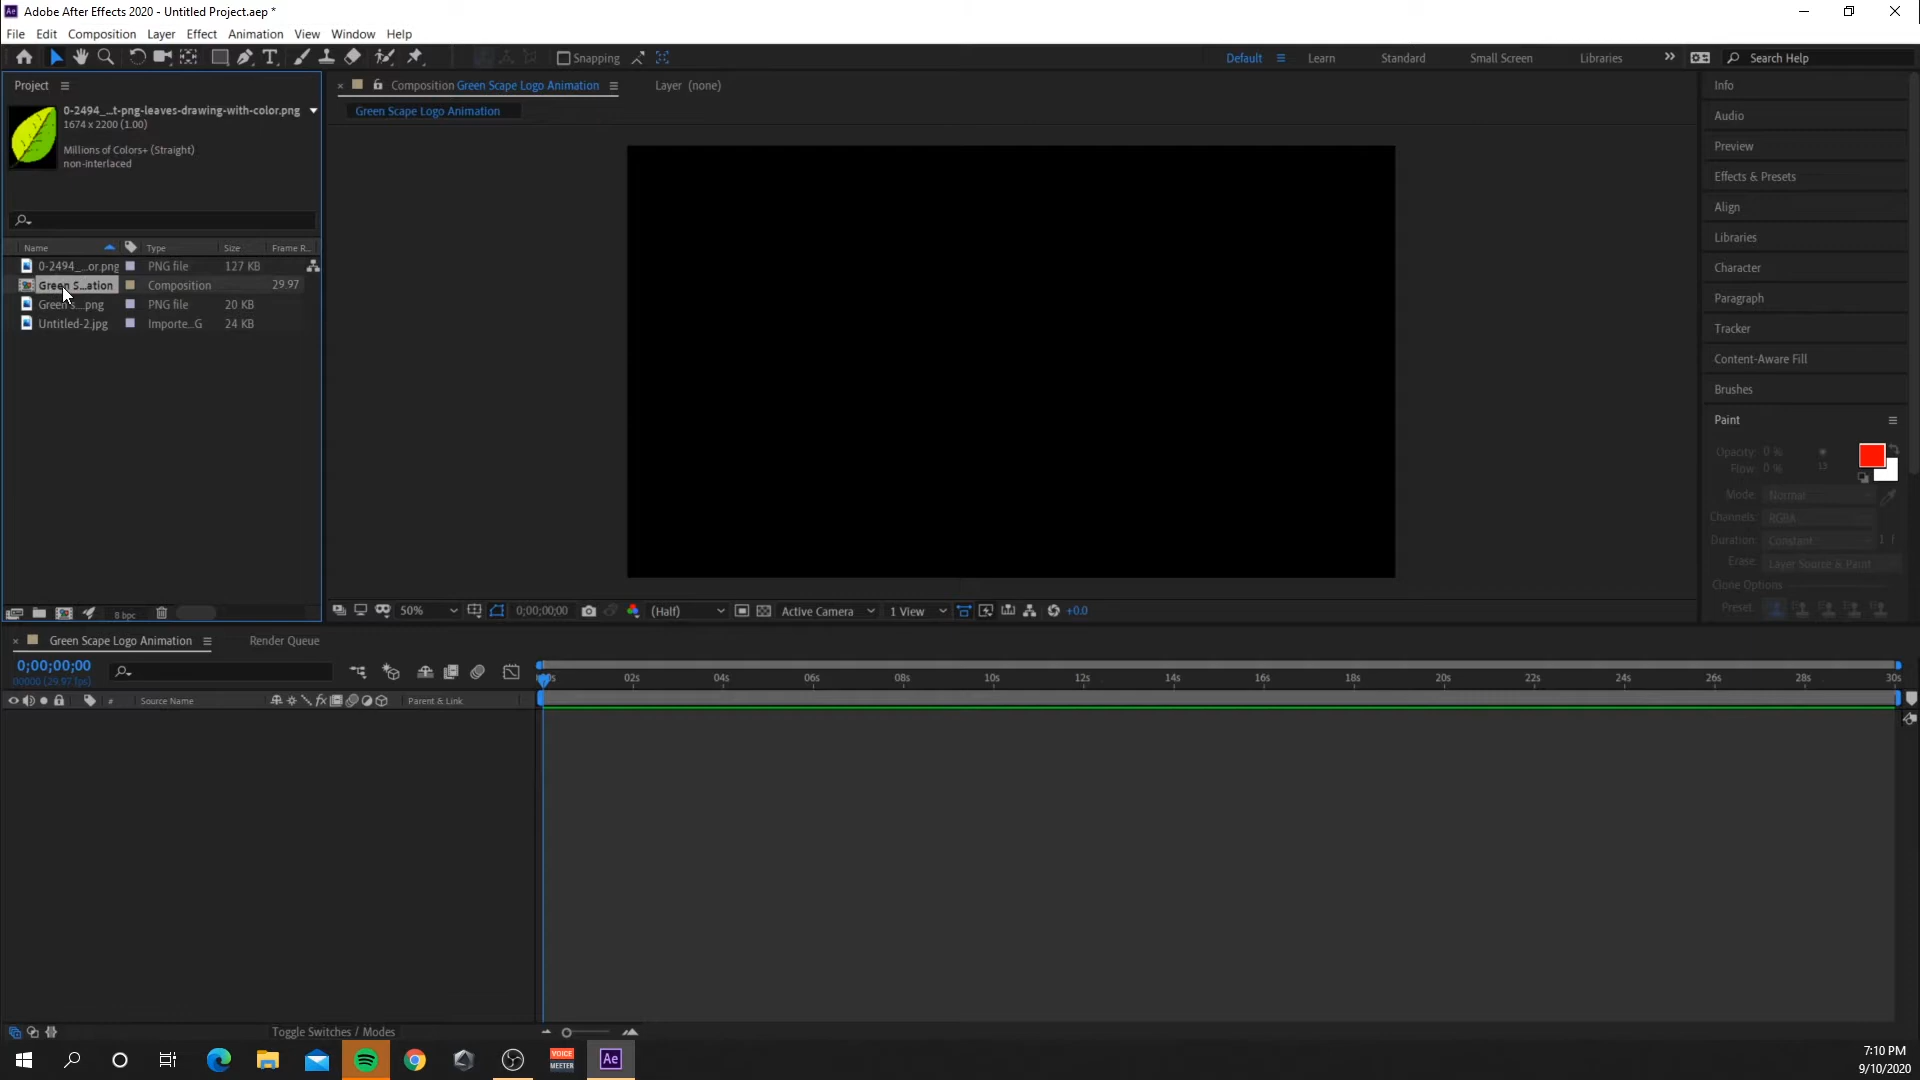 Adobe After Effects 2020 - Untitled Project.aep *
File Edit Composition Layer Effect Animation View Window Help
Snapping
Default Learn Standard Small Screen Libraries
Search Help
Project
0-2494_...t-png-leaves-drawing-with-color.png
1674 x 2200 (1.00)
Millions of Colors+ (Straight)
non-interlaced
Name Type Size Frame R...
0-2494_...or.png PNG file 127 KB
Green S...ation Composition 29.97
Green s....png PNG file 20 KB
Untitled-2.jpg Importe...G 24 KB
8 bpc
Composition Green Scape Logo Animation
Layer (none)
Green Scape Logo Animation
50% 0;00;00;00 (Half) Active Camera 1 View +0.0
Info
Audio
Preview
Effects & Presets
Align
Libraries
Character
Paragraph
Tracker
Content-Aware Fill
Brushes
Paint
Opacity: 0 %
Flow: 0 %
13
Mode: Normal
Channels: RGBA
Duration: Constant
Erase: Layer Source & Paint
Clone Options
Preset:
Green Scape Logo Animation
Render Queue
0;00;00;00
00000 (29.97 fps)
# Source Name Parent & Link
02s 04s 06s 08s 10s 12s 14s 16s 18s 20s 22s 24s 26s 28s 30s
Toggle Switches / Modes
VOICE
MEETER
Ae
7:10 PM
9/10/2020